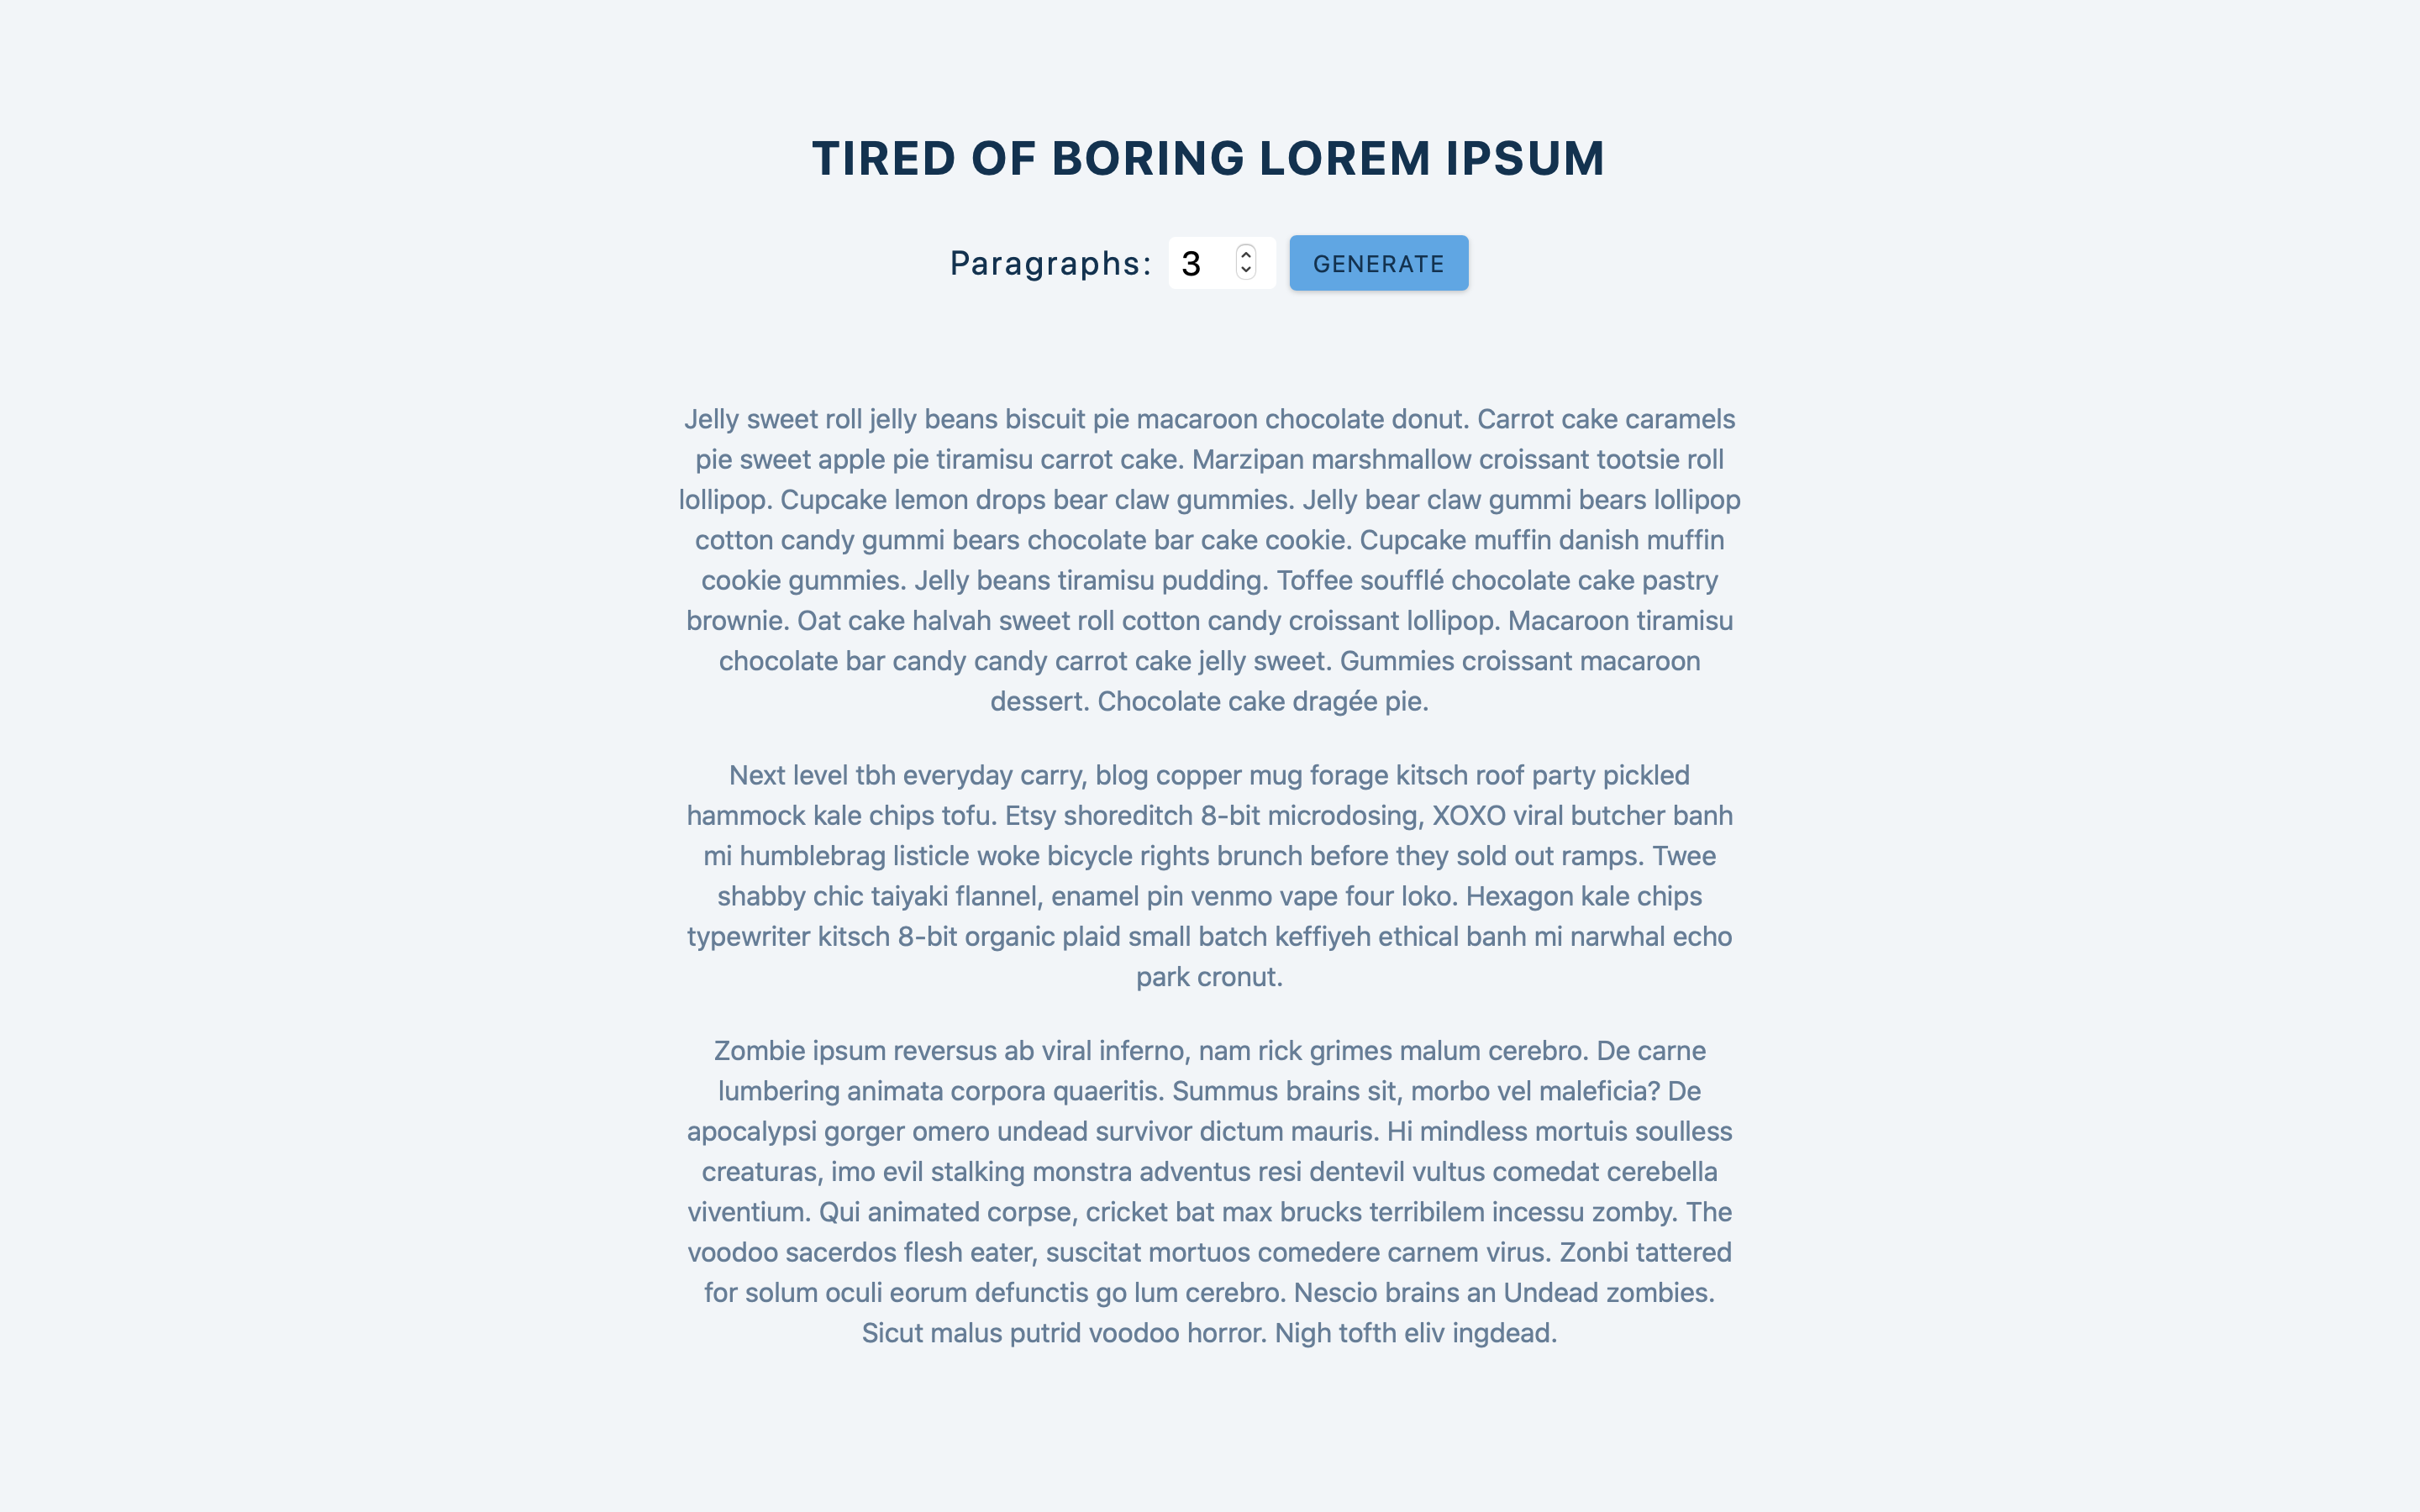 TIRED OF BORING LOREM IPSUM
Paragraphs: 3 GENERATE
Jelly sweet roll jelly beans biscuit pie macaroon chocolate donut. Carrot cake caramels
pie sweet apple pie tiramisu carrot cake. Marzipan marshmallow croissant tootsie roll
lollipop. Cupcake lemon drops bear claw gummies. Jelly bear claw gummi bears lollipop
cotton candy gummi bears chocolate bar cake cookie. Cupcake muffin danish muffin
cookie gummies. Jelly beans tiramisu pudding. Toffee soufflé chocolate cake pastry
brownie. Oat cake halvah sweet roll cotton candy croissant lollipop. Macaroon tiramisu
chocolate bar candy candy carrot cake jelly sweet. Gummies croissant macaroon
dessert. Chocolate cake dragée pie.
Next level tbh everyday carry, blog copper mug forage kitsch roof party pickled
hammock kale chips tofu. Etsy shoreditch 8-bit microdosing, XOXO viral butcher banh
mi humblebrag listicle woke bicycle rights brunch before they sold out ramps. Twee
shabby chic taiyaki flannel, enamel pin venmo vape four loko. Hexagon kale chips
typewriter kitsch 8-bit organic plaid small batch keffiyeh ethical banh mi narwhal echo
park cronut.
Zombie ipsum reversus ab viral inferno, nam rick grimes malum cerebro. De carne
lumbering animata corpora quaeritis. Summus brains sit, morbo vel maleficia? De
apocalypsi gorger omero undead survivor dictum mauris. Hi mindless mortuis soulless
creaturas, imo evil stalking monstra adventus resi dentevil vultus comedat cerebella
viventium. Qui animated corpse, cricket bat max brucks terribilem incessu zomby. The
voodoo sacerdos flesh eater, suscitat mortuos comedere carnem virus. Zonbi tattered
for solum oculi eorum defunctis go lum cerebro. Nescio brains an Undead zombies.
Sicut malus putrid voodoo horror. Nigh tofth eliv ingdead.